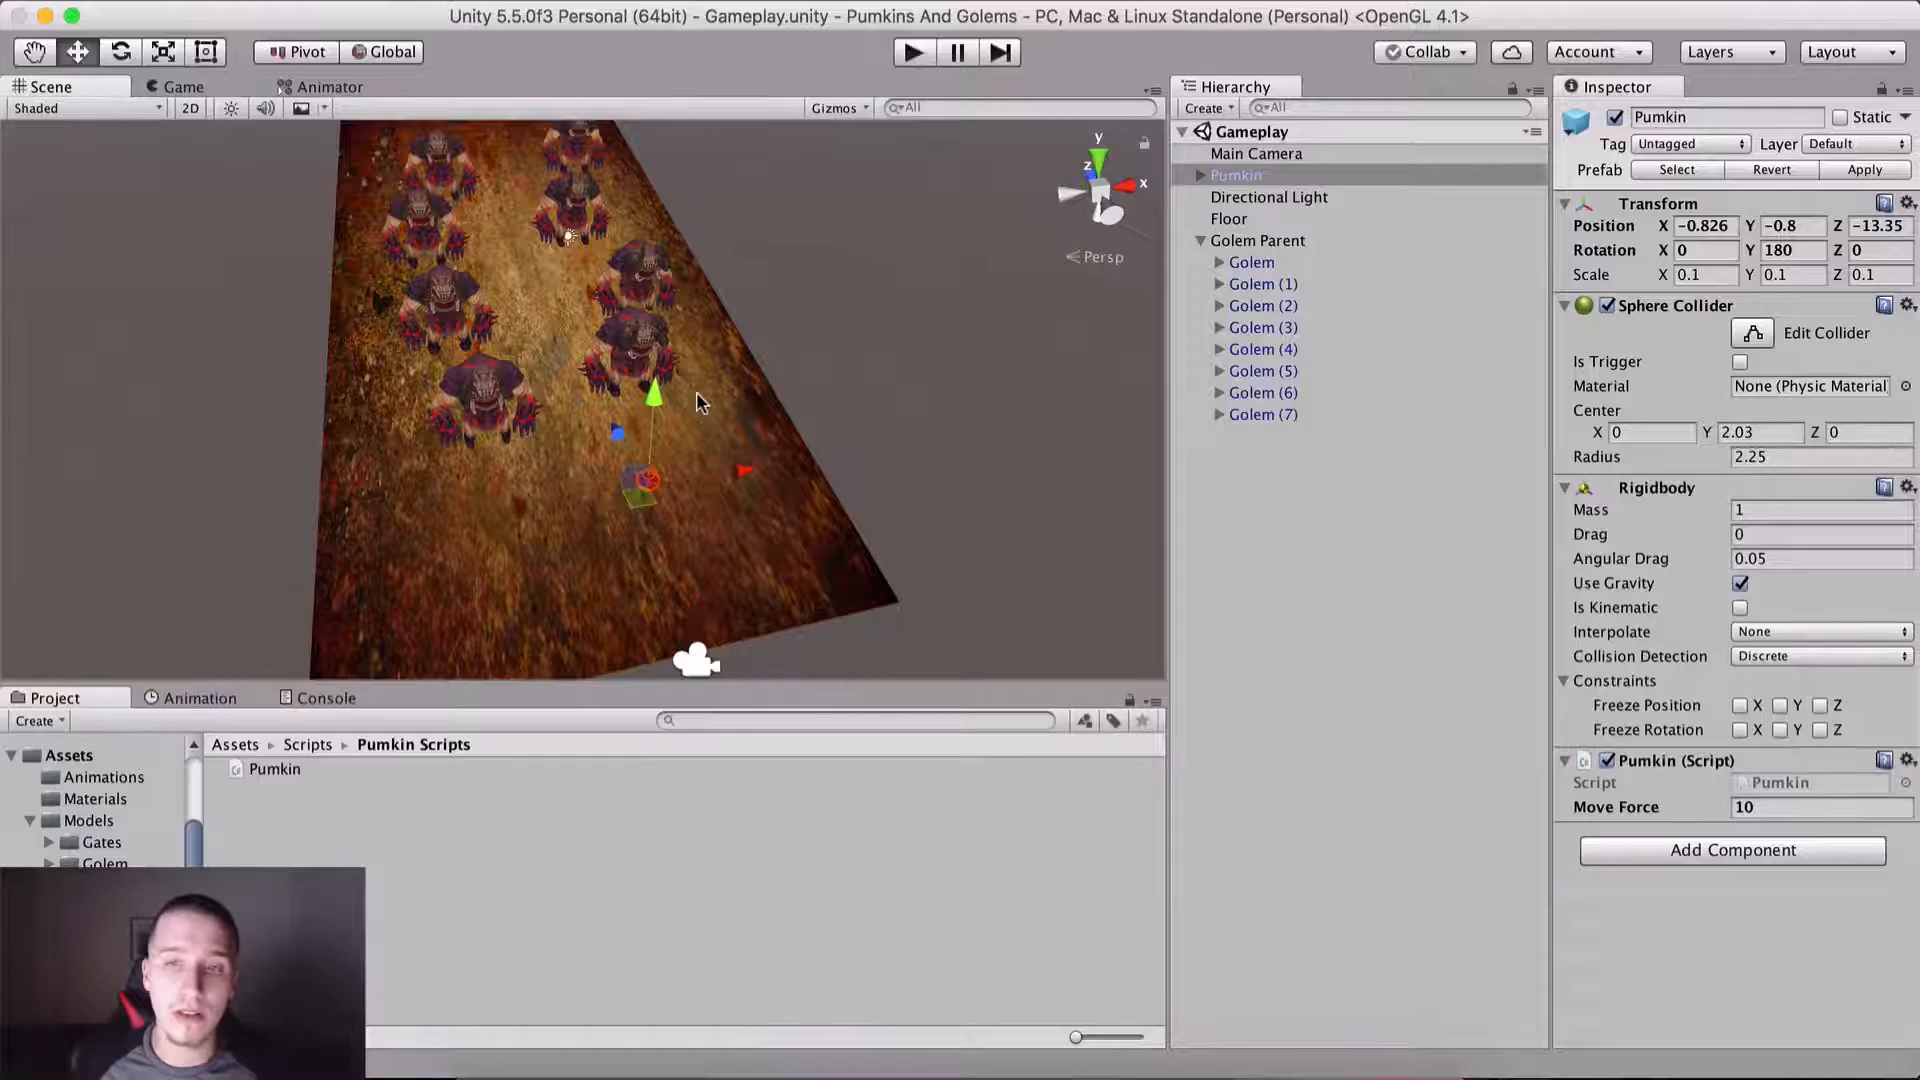 Unity 5.5.0f3 Personal (64bit) - Gameplay.unity - Pumkins And Golems - PC, Mac & Linux Standalone (Personal) <OpenGL 4.1>
Pivot Global Collab Account Layers Layout
Scene Game Animator
Shaded 2D Gizmos All
y
z
x
Persp
Hierarchy
Create All
Gameplay
Main Camera
Pumkin
Directional Light
Floor
Golem Parent
Golem
Golem (1)
Golem (2)
Golem (3)
Golem (4)
Golem (5)
Golem (6)
Golem (7)
Inspector
Pumkin Static
Tag Untagged Layer Default
Prefab Select Revert Apply
Transform
Position X -0.826 Y -0.8 Z -13.35
Rotation X 0 Y 180 Z 0
Scale X 0.1 Y 0.1 Z 0.1
Sphere Collider
Edit Collider
Is Trigger
Material None (Physic Material)
Center
X 0 Y 2.03 Z 0
Radius 2.25
Rigidbody
Mass 1
Drag 0
Angular Drag 0.05
Use Gravity
Is Kinematic
Interpolate None
Collision Detection Discrete
Constraints
Freeze Position X Y Z
Freeze Rotation X Y Z
Pumkin (Script)
Script Pumkin
Move Force 10
Add Component
Project Animation Console
Create
Assets
Animations
Materials
Models
Gates
Golem
Assets Scripts Pumkin Scripts
Pumkin